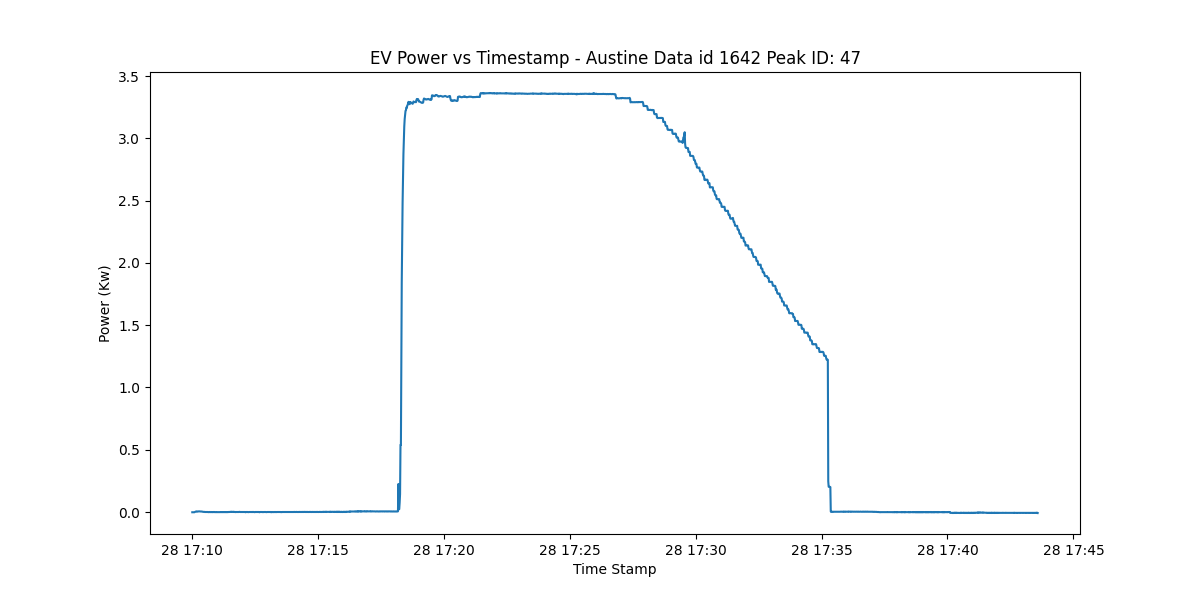 EV Power vs Timestamp - Austine Data id 1642 Peak ID: 47
3.5
3.0
2.5
2.0
1.5
1.0
0.5
0.0
Power (Kw)
28 17:10 28 17:15 28 17:20 28 17:25 28 17:30 28 17:35 28 17:40 28 17:45
Time Stamp